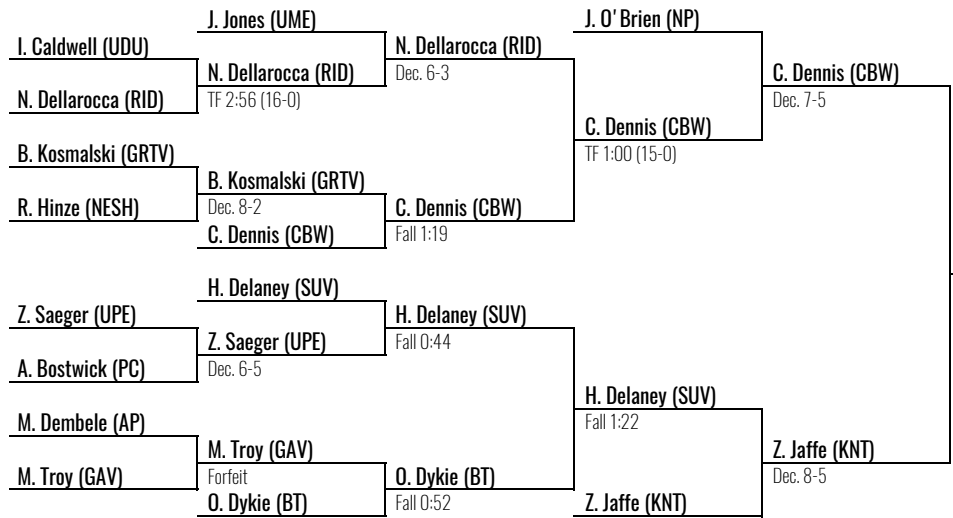 J. Jones (UME)
J. O'Brien (NP)
I. Caldwell (UDU)
N. Dellarocca (RID)
Dec. 6-3
N. Dellarocca (RID)
TF 2:56 (16-0)
C. Dennis (CBW)
Dec. 7-5
N. Dellarocca (RID)
C. Dennis (CBW)
TF 1:00 (15-0)
B. Kosmalski (GRTV)
B. Kosmalski (GRTV)
Dec. 8-2
R. Hinze (NESH)
C. Dennis (CBW)
Fall 1:19
C. Dennis (CBW)
H. Delaney (SUV)
Z. Saeger (UPE)
H. Delaney (SUV)
Fall 0:44
Z. Saeger (UPE)
Dec. 6-5
A. Bostwick (PC)
H. Delaney (SUV)
Fall 1:22
M. Dembele (AP)
M. Troy (GAV)
Forfeit
Z. Jaffe (KNT)
Dec. 8-5
M. Troy (GAV)
O. Dykie (BT)
Fall 0:52
O. Dykie (BT)
Z. Jaffe (KNT)